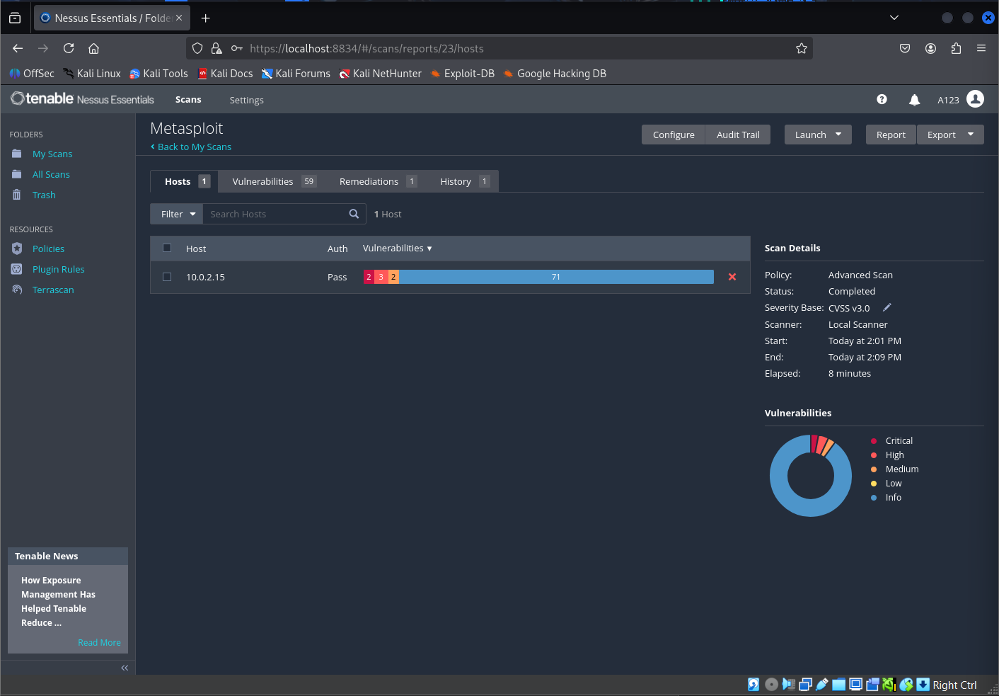 Nessus Essentials / Folde
https://localhost:8834/#/scans/reports/23/hosts
OffSec Kali Linux Kali Tools Kali Docs Kali Forums Kali NetHunter Exploit-DB Google Hacking DB
tenable Nessus Essentials Scans Settings A123
FOLDERS
My Scans
All Scans
Trash
RESOURCES
Policies
Plugin Rules
Terrascan
Tenable News
How Exposure
Management Has
Helped Tenable
Reduce ...
Read More
Metasploit
Back to My Scans
Configure Audit Trail Launch Report Export
Hosts 1 Vulnerabilities 59 Remediations 1 History 1
Filter Search Hosts 1 Host
Host Auth Vulnerabilities
10.0.2.15 Pass 2 3 2 71
Scan Details
Policy: Advanced Scan
Status: Completed
Severity Base: CVSS v3.0
Scanner: Local Scanner
Start: Today at 2:01 PM
End: Today at 2:09 PM
Elapsed: 8 minutes
Vulnerabilities
Critical
High
Medium
Low
Info
Right Ctrl